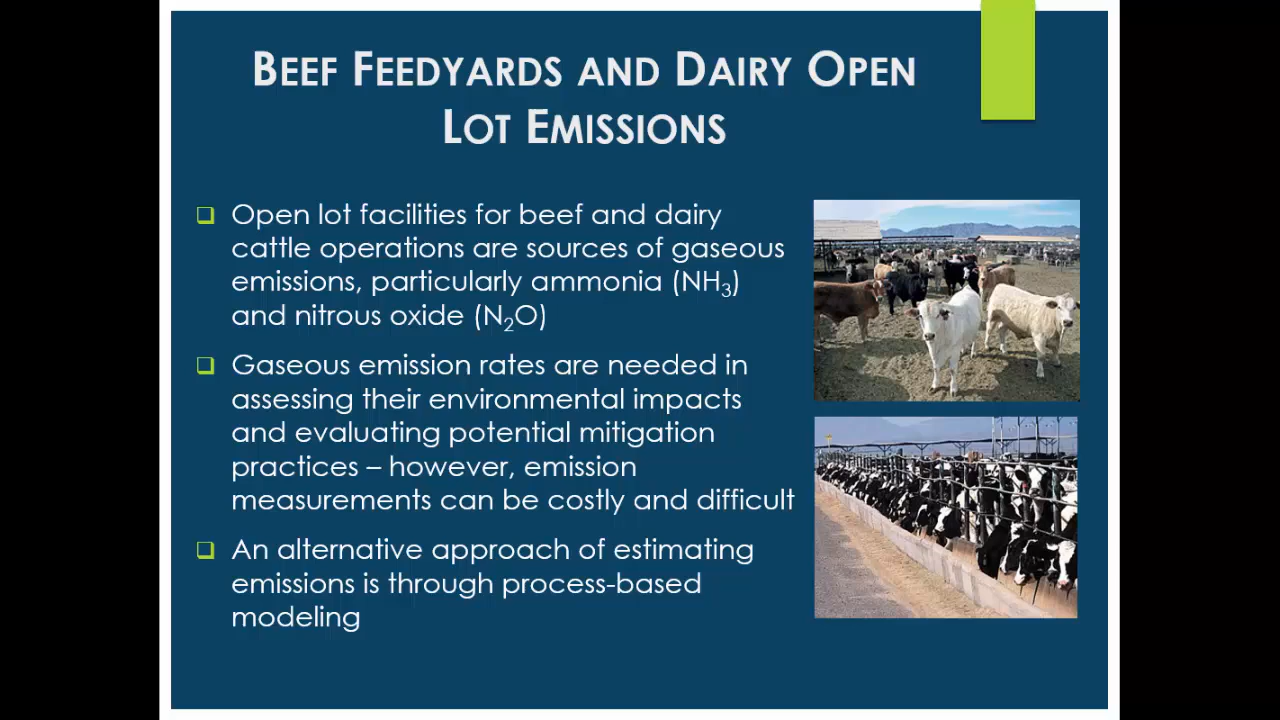 BEEF FEEDYARDS AND DAIRY OPEN
LOT EMISSIONS
Open lot facilities for beef and dairy
cattle operations are sources of gaseous
emissions, particularly ammonia (NH₃)
and nitrous oxide (N₂O)
Gaseous emission rates are needed in
assessing their environmental impacts
and evaluating potential mitigation
practices – however, emission
measurements can be costly and difficult
An alternative approach of estimating
emissions is through process-based
modeling